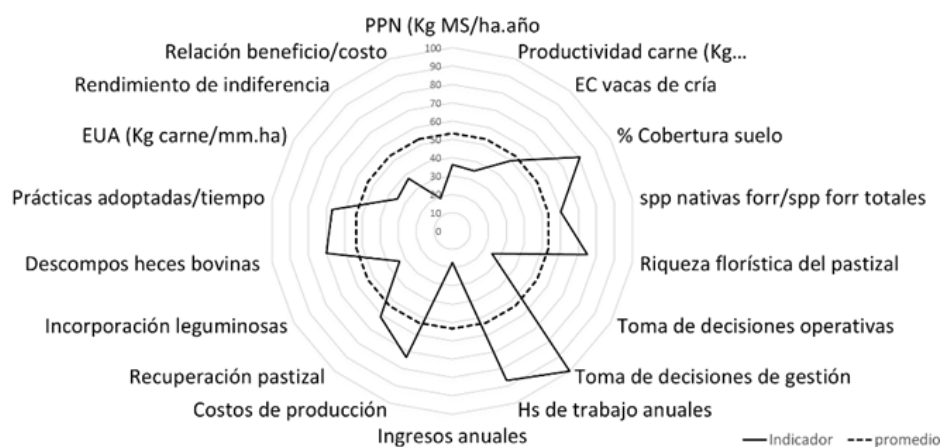 PPN (Kg MS/ha.año
Productividad carne (Kg...
EC vacas de cría
% Cobertura suelo
spp nativas forr/spp forr totales
Riqueza florística del pastizal
Toma de decisiones operativas
Toma de decisiones de gestión
Hs de trabajo anuales
Ingresos anuales
Costos de producción
Recuperación pastizal
Incorporación leguminosas
Descompos heces bovinas
Prácticas adoptadas/tiempo
EUA (Kg carne/mm.ha)
Rendimiento de indiferencia
Relación beneficio/costo
100
90
80
70
60
50
40
30
20
10
0
Indicador
promedio